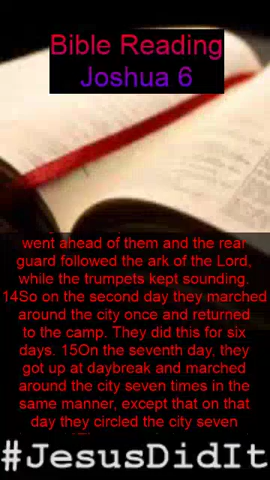 Bible Reading
Joshua 6
went ahead of them and the rear
guard followed the ark of the Lord,
while the trumpets kept sounding.
14So on the second day they marched
around the city once and returned
to the camp. They did this for six
days. 15On the seventh day, they
got up at daybreak and marched
around the city seven times in the
same manner, except that on that
day they circled the city seven
#JesusDidIt